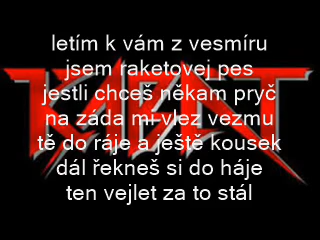 letím k vám z vesmíru
jsem raketovej pes
jestli chceš někam pryč
na záda mi vlez vezmu
tě do ráje a ještě kousek
dál řekneš si do háje
ten vejlet za to stál
KABÁT